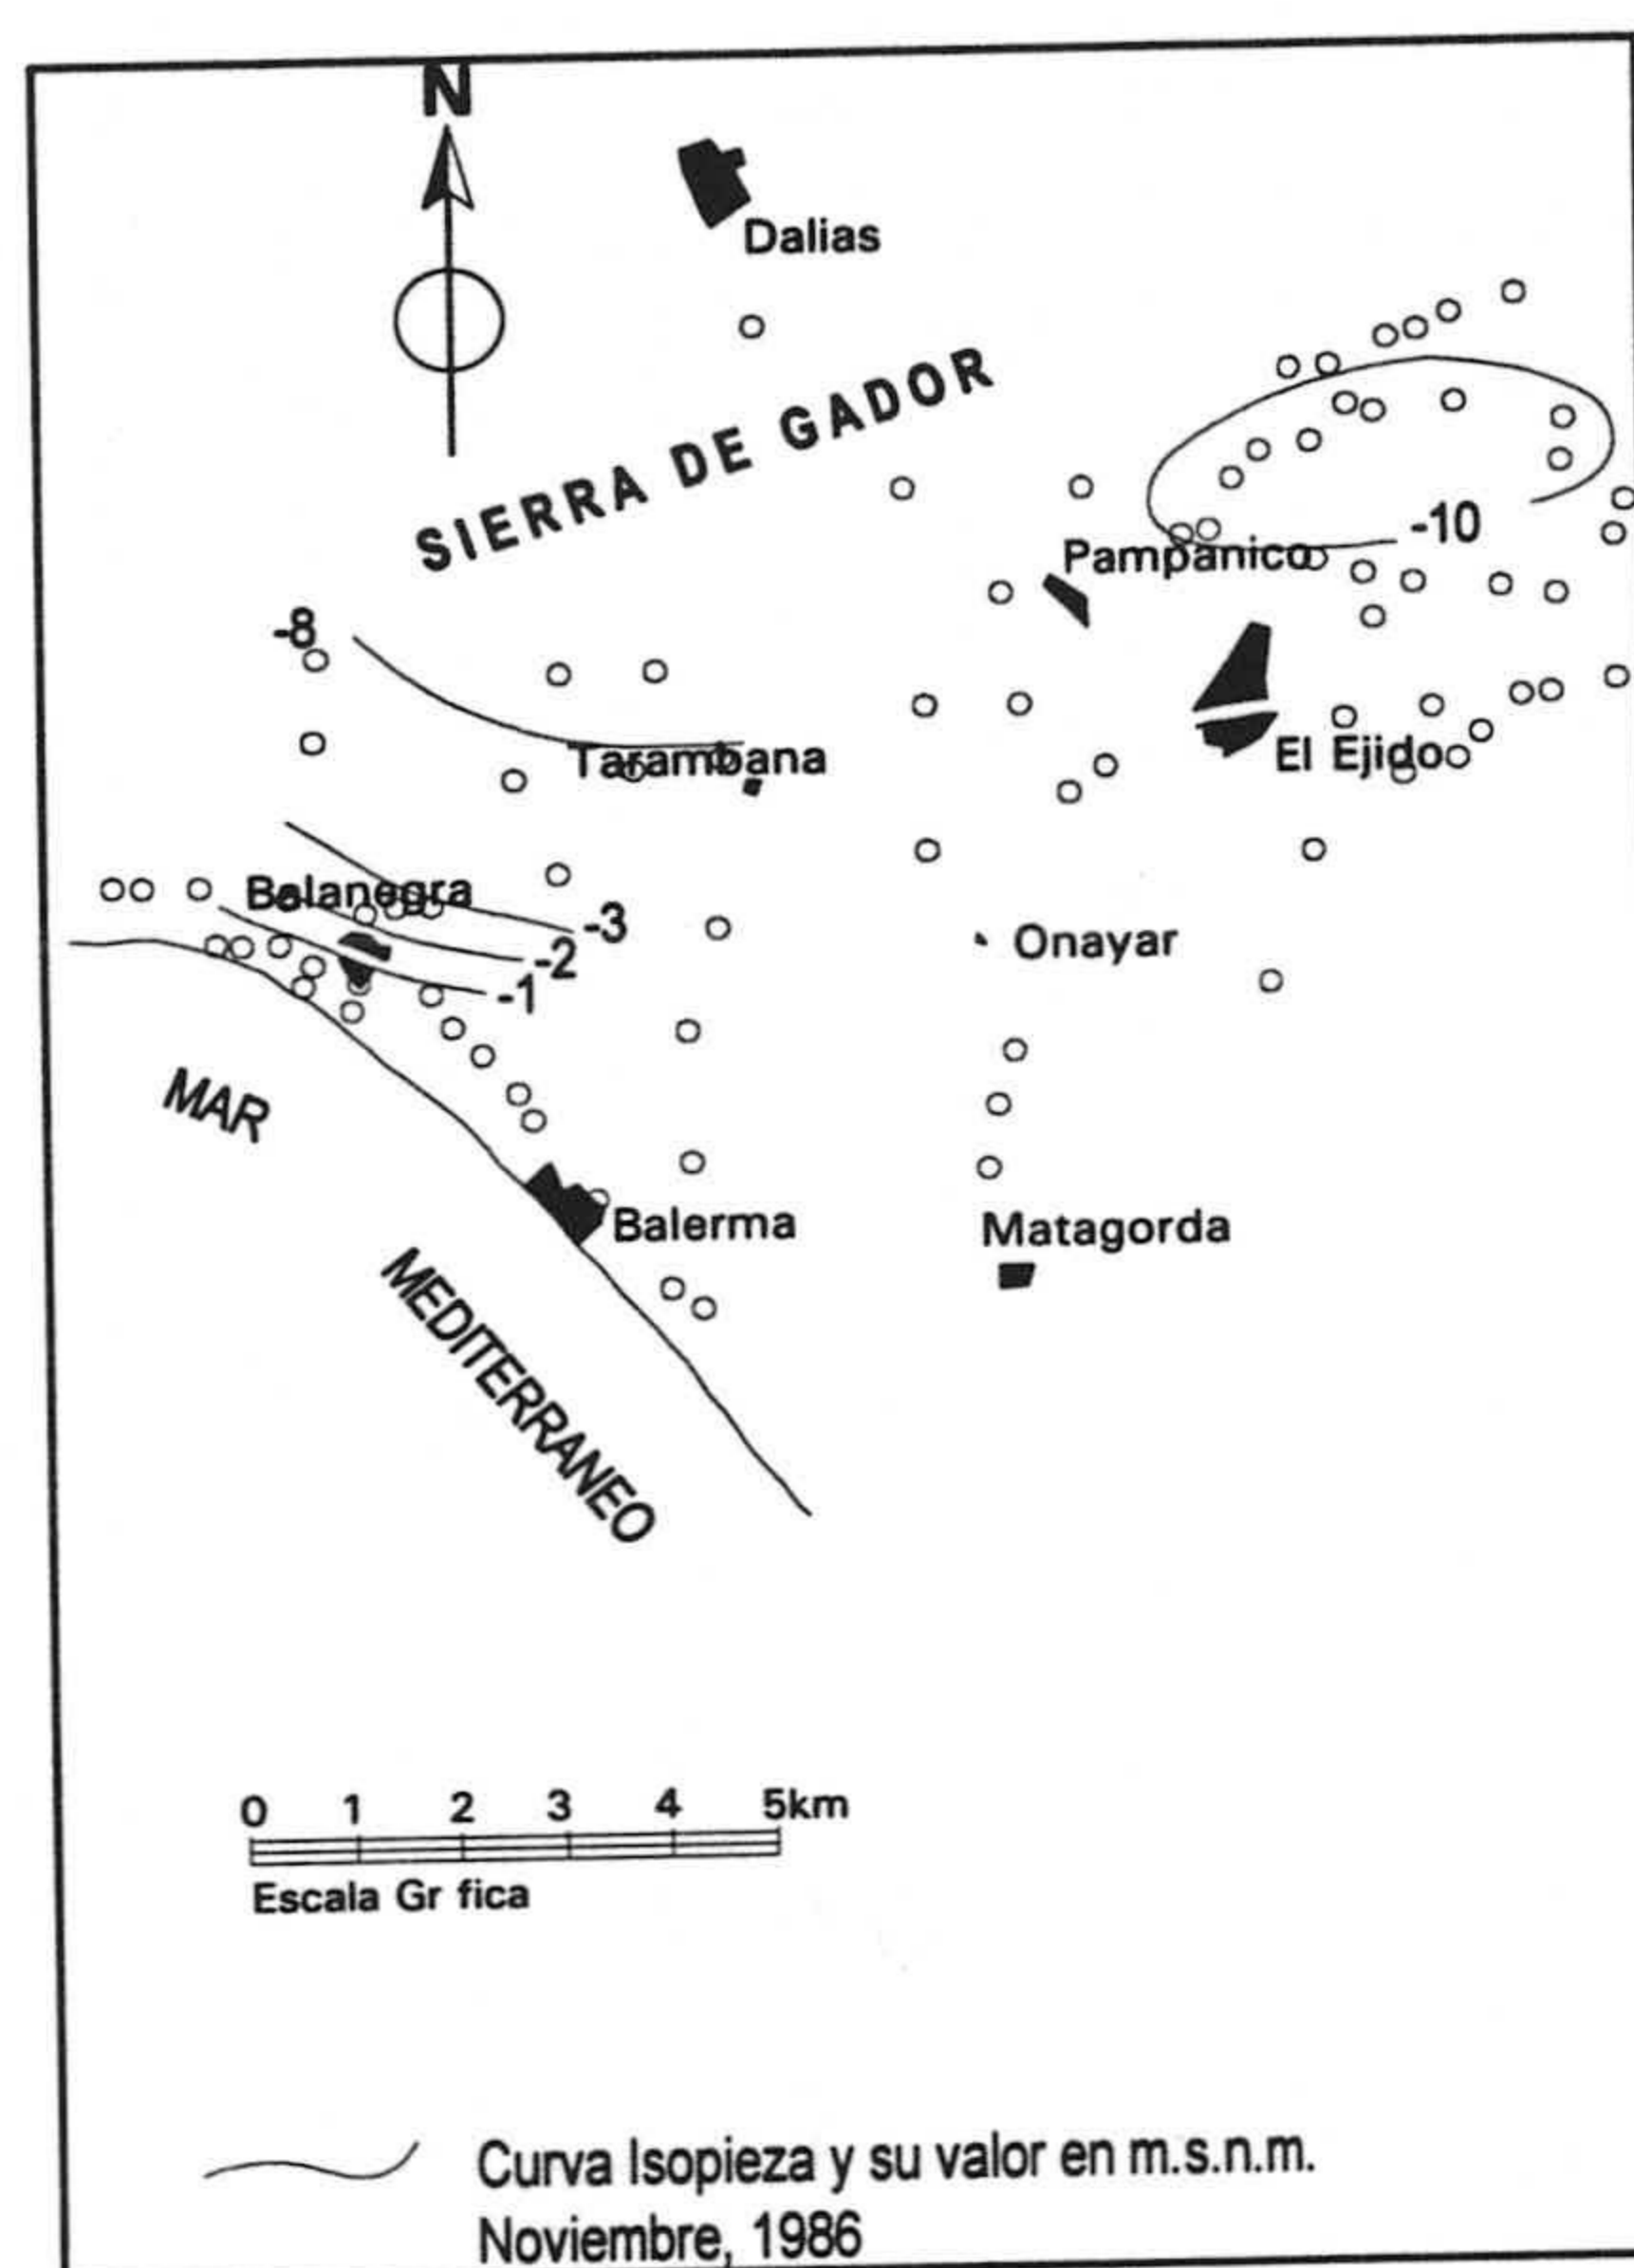 N
Dalias
SIERRA DE GADOR
-10
Pampanico
-8
El Ejido
Tarambana
Balanegra
-3
-2
-1
Onayar
MAR
Balerma
Matagorda
MEDITERRANEO
0 1 2 3 4 5km
Escala Gr fica
Curva Isopieza y su valor en m.s.n.m.
Noviembre, 1986